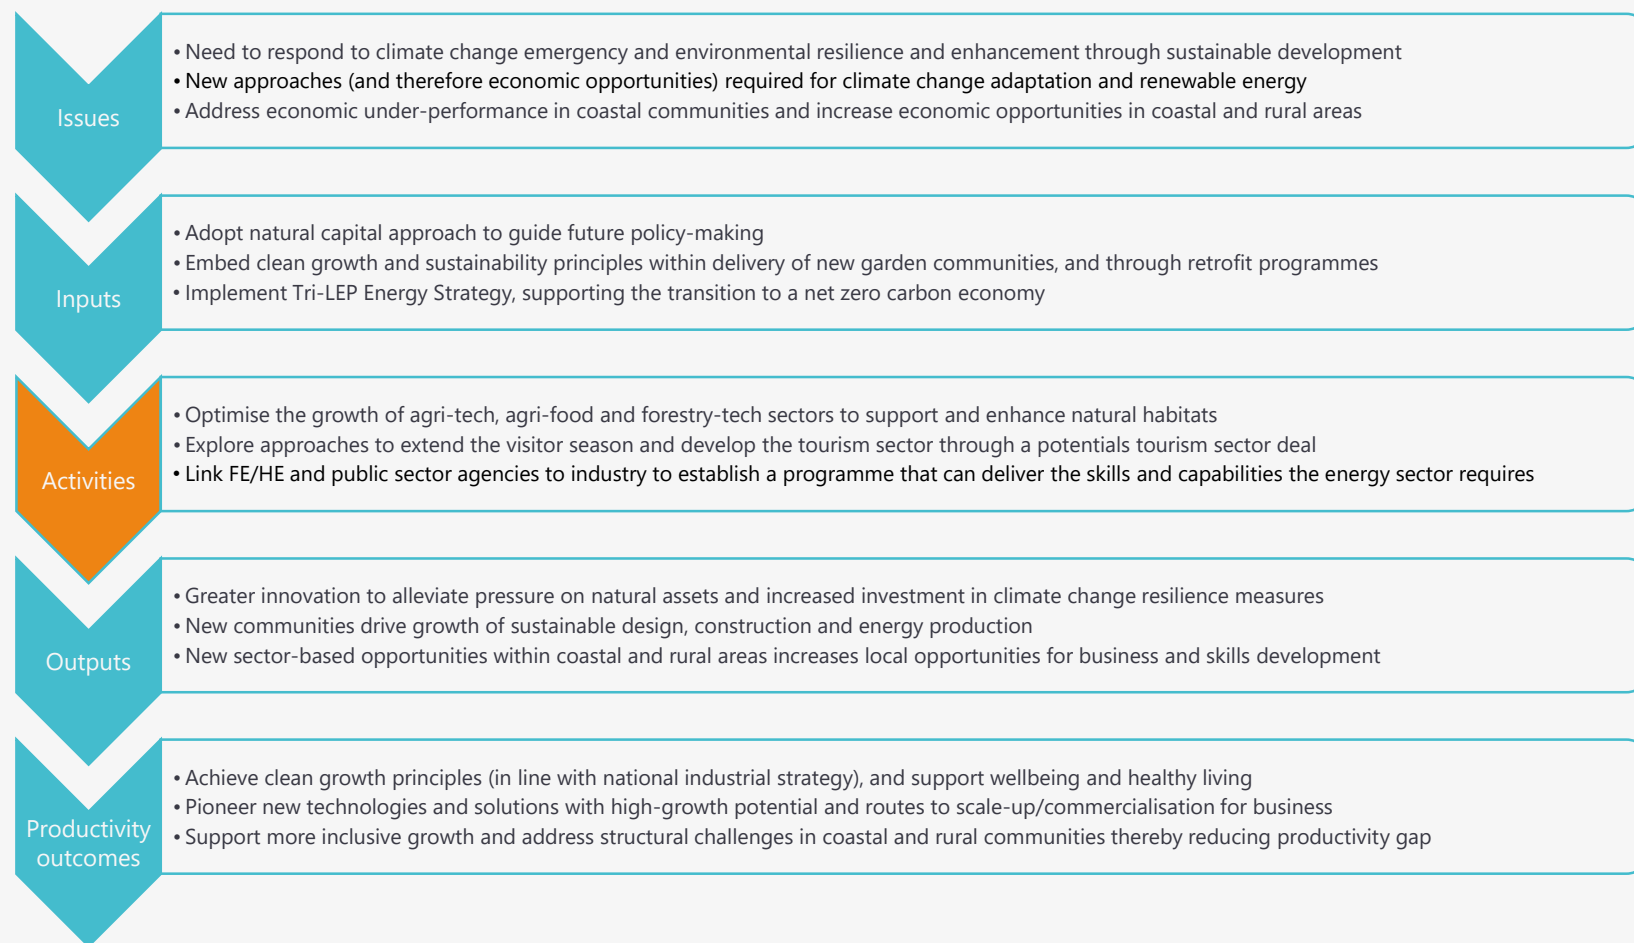 Issues
• Need to respond to climate change emergency and environmental resilience and enhancement through sustainable development
• New approaches (and therefore economic opportunities) required for climate change adaptation and renewable energy
• Address economic under-performance in coastal communities and increase economic opportunities in coastal and rural areas
Inputs
• Adopt natural capital approach to guide future policy-making
• Embed clean growth and sustainability principles within delivery of new garden communities, and through retrofit programmes
• Implement Tri-LEP Energy Strategy, supporting the transition to a net zero carbon economy
Activities
• Optimise the growth of agri-tech, agri-food and forestry-tech sectors to support and enhance natural habitats
• Explore approaches to extend the visitor season and develop the tourism sector through a potentials tourism sector deal
• Link FE/HE and public sector agencies to industry to establish a programme that can deliver the skills and capabilities the energy sector requires
Outputs
• Greater innovation to alleviate pressure on natural assets and increased investment in climate change resilience measures
• New communities drive growth of sustainable design, construction and energy production
• New sector-based opportunities within coastal and rural areas increases local opportunities for business and skills development
Productivity
outcomes
• Achieve clean growth principles (in line with national industrial strategy), and support wellbeing and healthy living
• Pioneer new technologies and solutions with high-growth potential and routes to scale-up/commercialisation for business
• Support more inclusive growth and address structural challenges in coastal and rural communities thereby reducing productivity gap